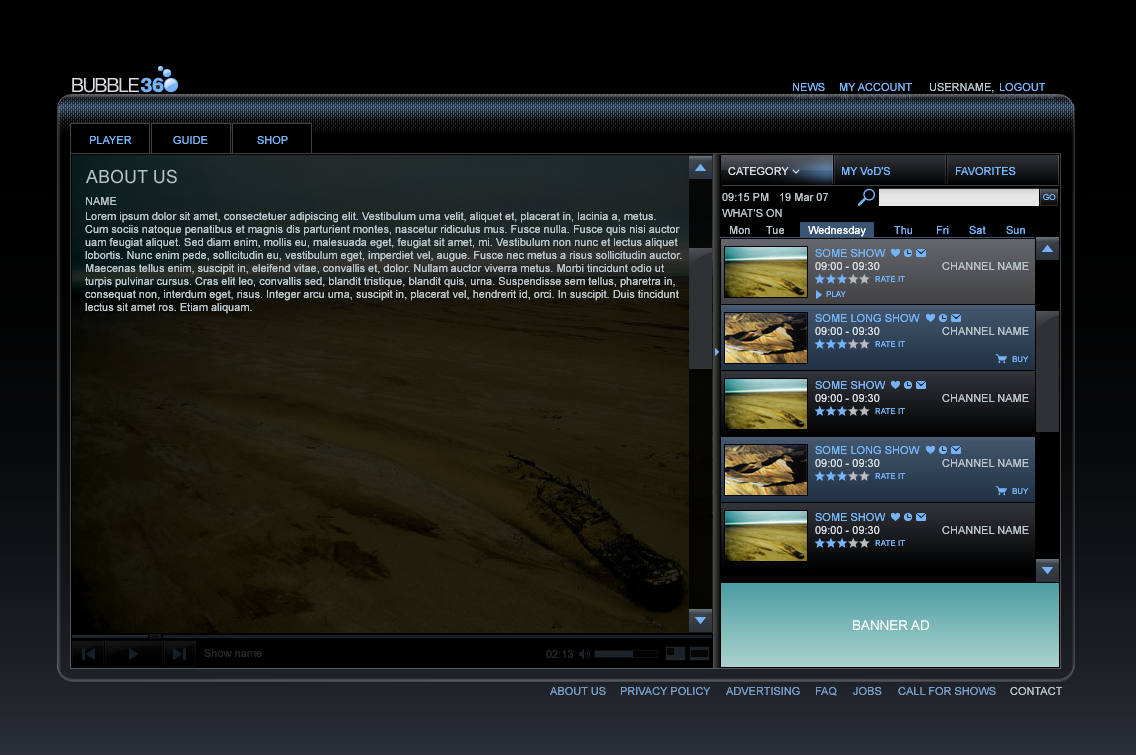 BUBBLE360
NEWS MY ACCOUNT USERNAME, LOGOUT
PLAYER GUIDE SHOP
ABOUT US
NAME
Lorem ipsum dolor sit amet, consectetuer adipiscing elit. Vestibulum urna velit, aliquet et, placerat in, lacinia a, metus.
Cum sociis natoque penatibus et magnis dis parturient montes, nascetur ridiculus mus. Fusce nulla. Fusce quis nisi auctor
uam feugiat aliquet. Sed diam enim, mollis eu, malesuada eget, feugiat sit amet, mi. Vestibulum non nunc et lectus aliquet
lobortis. Nunc enim pede, sollicitudin eu, vestibulum eget, imperdiet vel, augue. Fusce nec metus a risus sollicitudin auctor.
Maecenas tellus enim, suscipit in, eleifend vitae, convallis et, dolor. Nullam auctor viverra metus. Morbi tincidunt odio ut
turpis pulvinar cursus. Cras elit leo, convallis sed, blandit tristique, blandit quis, urna. Suspendisse sem tellus, pharetra in,
consequat non, interdum eget, risus. Integer arcu urna, suscipit in, placerat vel, hendrerit id, orci. In suscipit. Duis tincidunt
lectus sit amet ros. Etiam aliquam.
Show name 02:13
CATEGORY MY VoD'S FAVORITES
09:15 PM 19 Mar 07 GO
WHAT'S ON
Mon Tue Wednesday Thu Fri Sat Sun
SOME SHOW
09:00 - 09:30 CHANNEL NAME
RATE IT
PLAY
SOME LONG SHOW
09:00 - 09:30 CHANNEL NAME
RATE IT
BUY
SOME SHOW
09:00 - 09:30 CHANNEL NAME
RATE IT
SOME LONG SHOW
09:00 - 09:30 CHANNEL NAME
RATE IT
BUY
SOME SHOW
09:00 - 09:30 CHANNEL NAME
RATE IT
BANNER AD
ABOUT US PRIVACY POLICY ADVERTISING FAQ JOBS CALL FOR SHOWS CONTACT